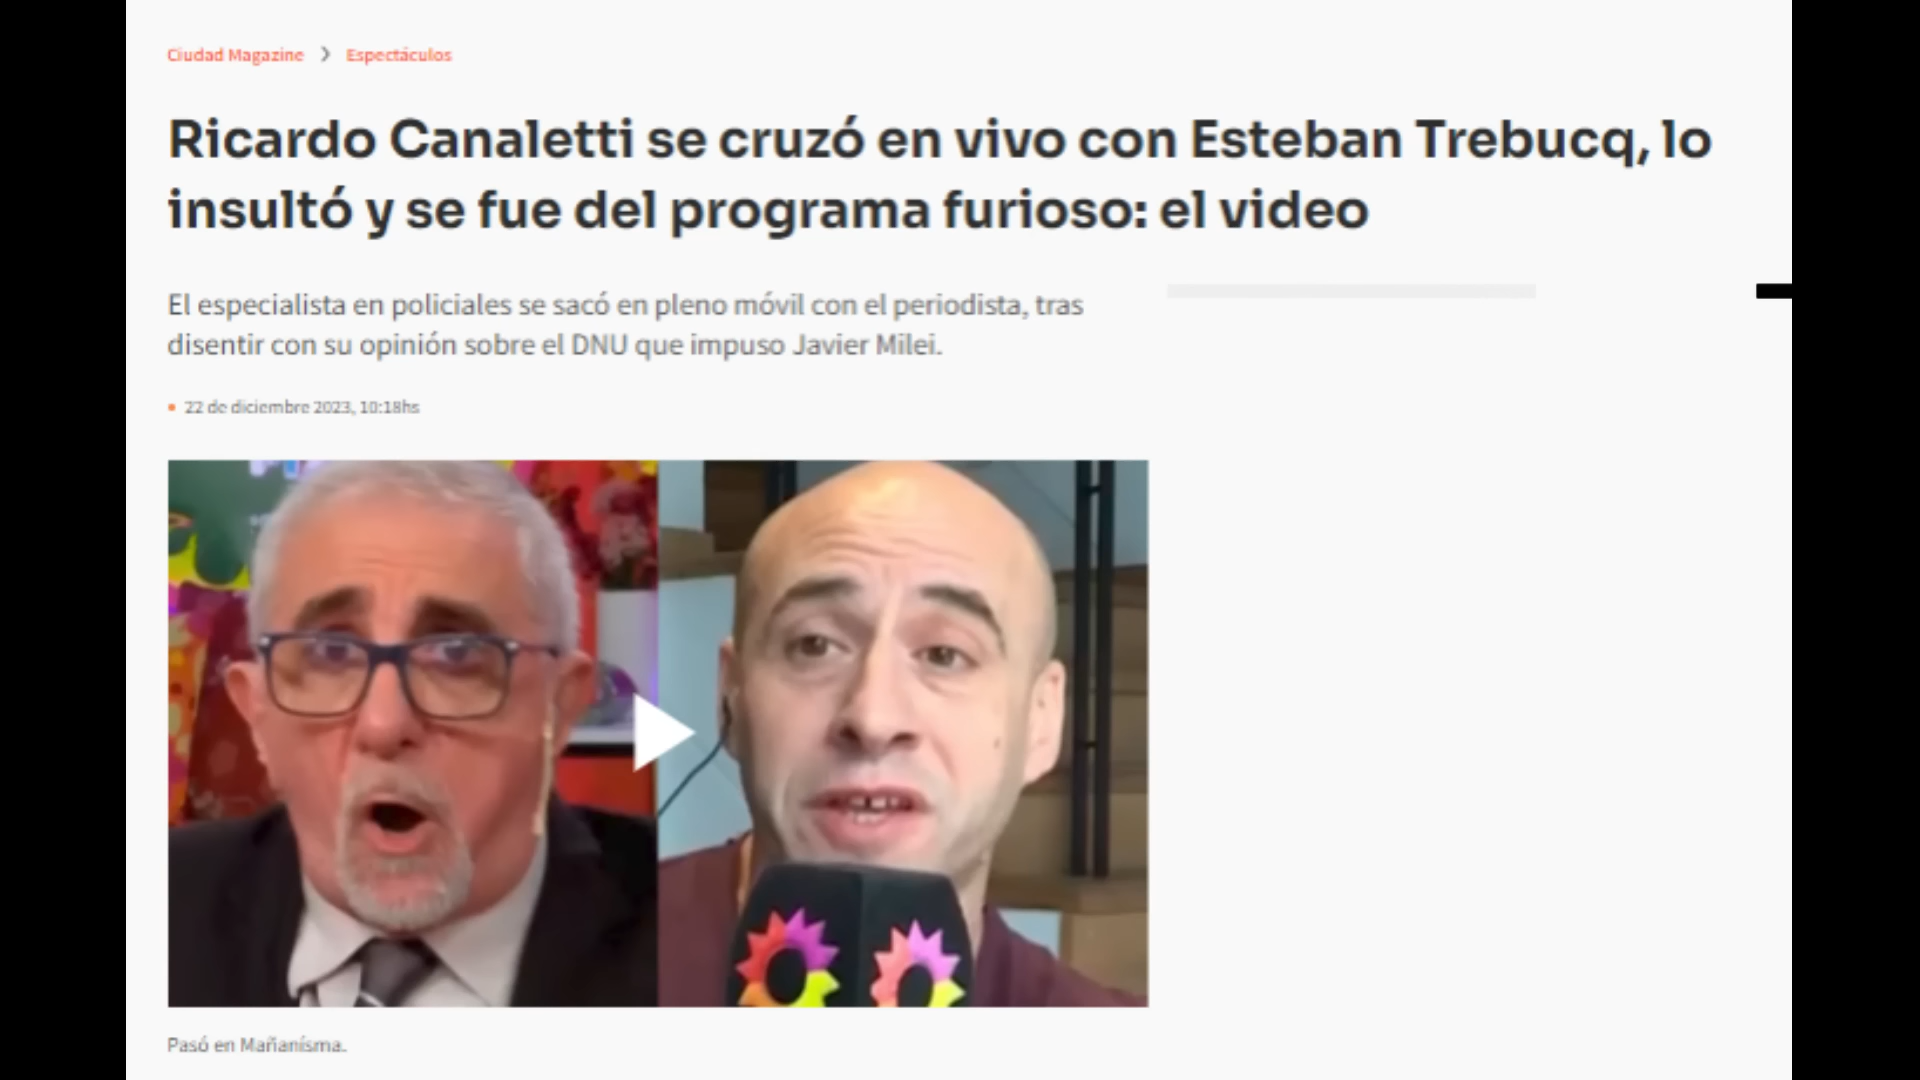 Ciudad Magazine > Espectáculos
Ricardo Canaletti se cruzó en vivo con Esteban Trebucq, lo
insultó y se fue del programa furioso: el video
El especialista en policiales se sacó en pleno móvil con el periodista, tras
disentir con su opinión sobre el DNU que impuso Javier Milei.
22 de diciembre 2023, 10:18hs
Pasó en Mañanísma.